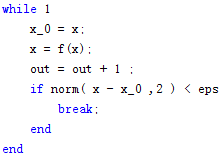 while 1
x_0 = x;
x = f(x);
out = out + 1 ;
if norm( x - x_0 ,2 ) < eps
break;
end
end